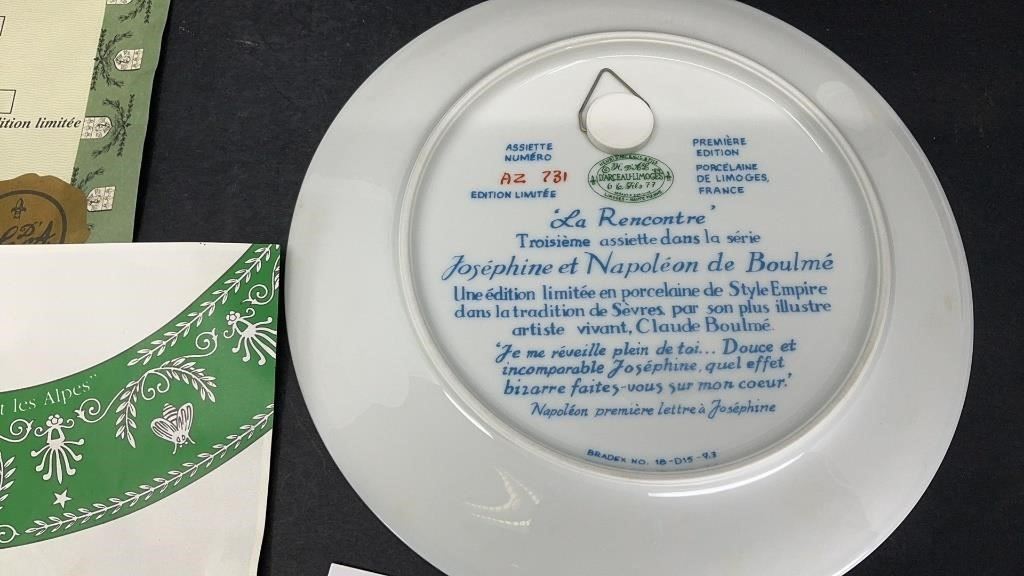 ition limitée
t les Alpes"
ASSIETTE
NUMÉRO
AZ 731
EDITION LIMITÉE
D'ARCEAU-LIMOGES
PREMIÈRE
EDITION
PORCELAINE
DE LIMOGES,
FRANCE
'La Rencontre'
Troisième assiette dans la série
Joséphine et Napoléon de Boulmé
Une édition limitée en porcelaine de Style Empire
dans la tradition de Sèvres, par son plus illustre
artiste vivant, Claude Boulmé.
'Je me réveille plein de toi... Douce et
incomparable Joséphine, quel effet
bizarre faites-vous sur mon coeur.'
Napoléon première lettre à Joséphine
BRADEX NO. 18-D15-9.3